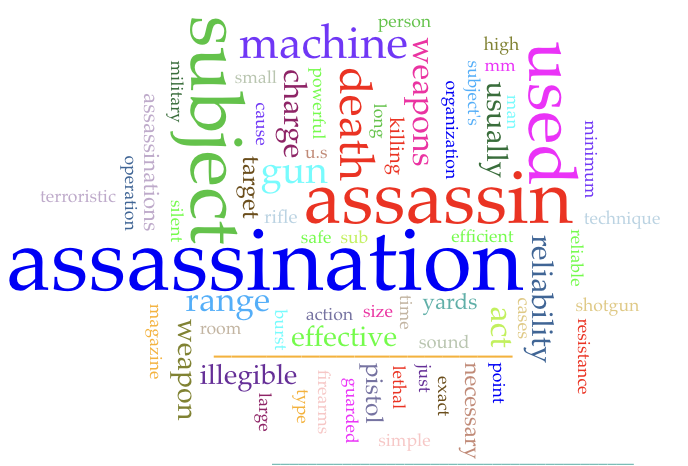 person
machine
high
subject
weapons
used
mm
small
military
powerful
charge
death
long
subject's
organization
usually
man
cause
killing
assassinations
minimum
u.s
operation
target
gun
terroristic
silent
rifle
assassin
technique
safe
sub
efficient
reliable
assassination
reliability
range
yards
shotgun
magazine
burst
action
size
time
cases
act
weapon
room
effective
sound
resistance
illegible
pistol
lethal
just
exact
necessary
point
large
type
firearms
guarded
simple